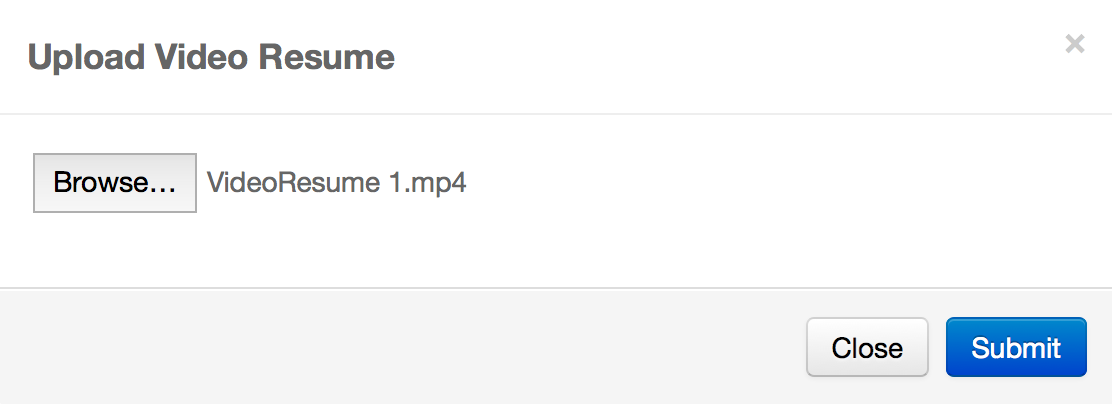 Upload Video Resume
×
Browse... VideoResume 1.mp4
Close Submit